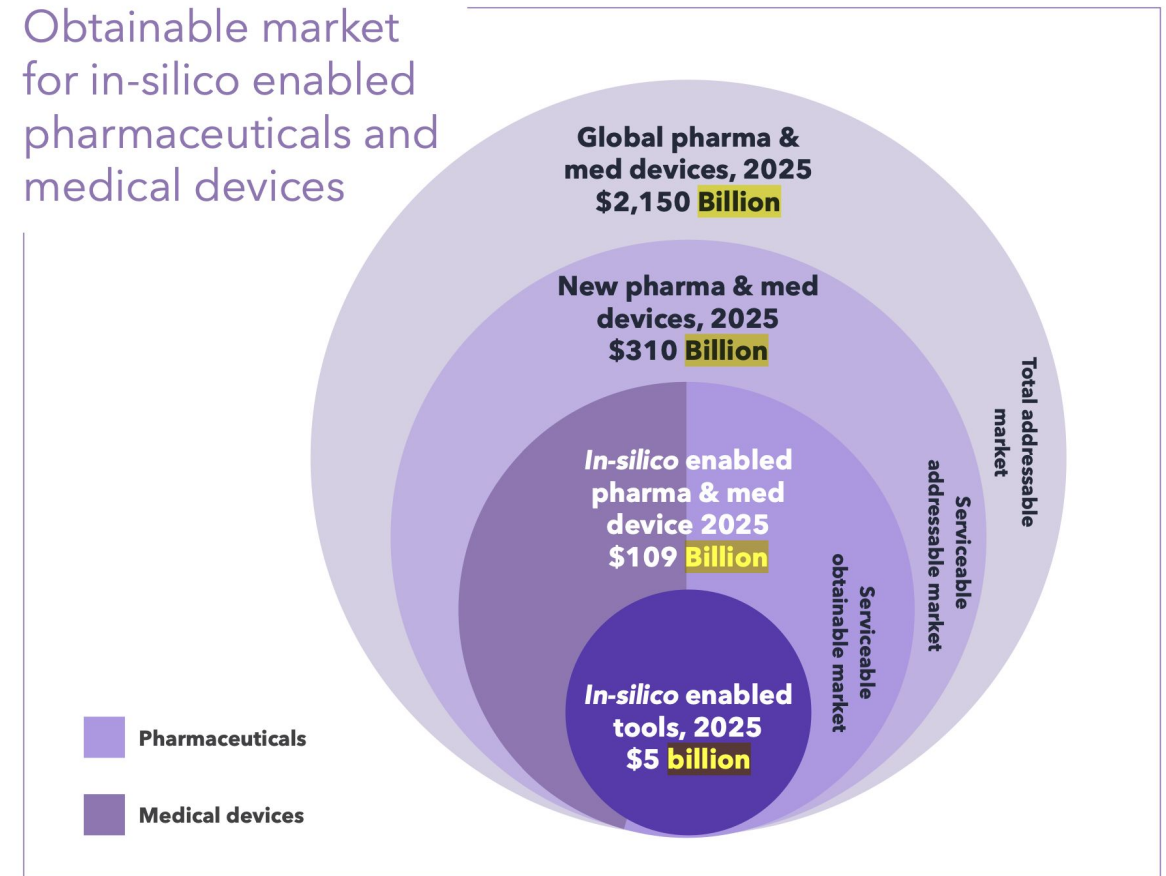 Obtainable market
for in-silico enabled
pharmaceuticals and
medical devices
Global pharma &
med devices, 2025
$2,150 Billion
New pharma & med
devices, 2025
$310 Billion
In-silico enabled
pharma & med
device 2025
$109 Billion
In-silico enabled
tools, 2025
$5 billion
Total addressable
market
Serviceable
addressable market
Serviceable
obtainable market
Pharmaceuticals
Medical devices